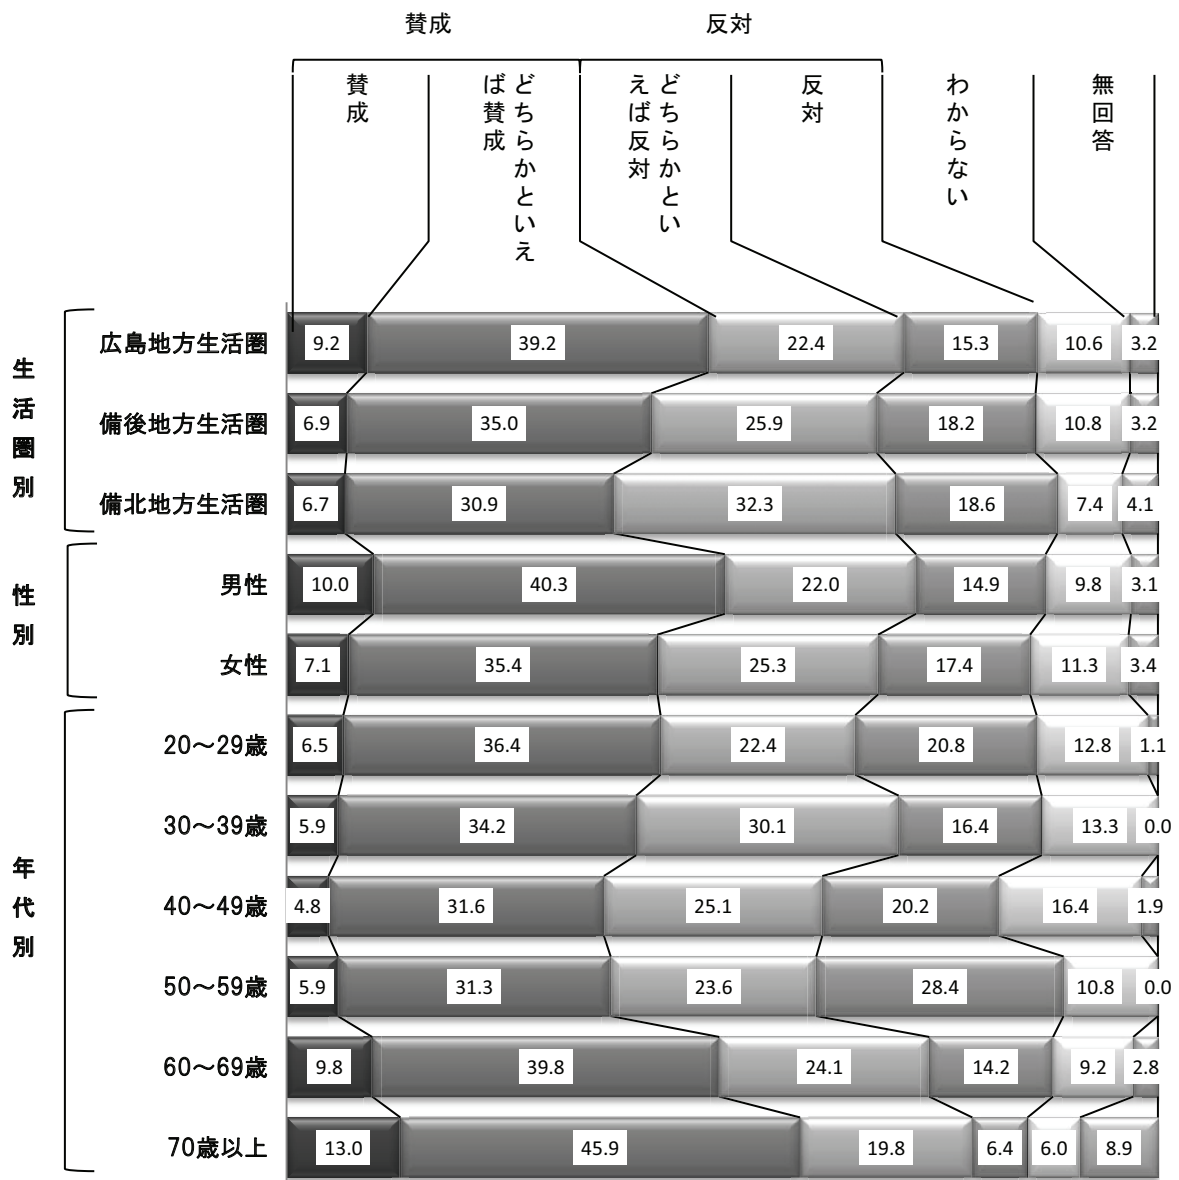 賛成
反対
賛成
どちらかといえ
ば賛成
どちらかとい
えば反対
反対
わからない
無回答
生活圏別
広島地方生活圏 9.2 39.2 22.4 15.3 10.6 3.2
備後地方生活圏 6.9 35.0 25.9 18.2 10.8 3.2
備北地方生活圏 6.7 30.9 32.3 18.6 7.4 4.1
性別
男性 10.0 40.3 22.0 14.9 9.8 3.1
女性 7.1 35.4 25.3 17.4 11.3 3.4
年代別
20～29歳 6.5 36.4 22.4 20.8 12.8 1.1
30～39歳 5.9 34.2 30.1 16.4 13.3 0.0
40～49歳 4.8 31.6 25.1 20.2 16.4 1.9
50～59歳 5.9 31.3 23.6 28.4 10.8 0.0
60～69歳 9.8 39.8 24.1 14.2 9.2 2.8
70歳以上 13.0 45.9 19.8 6.4 6.0 8.9